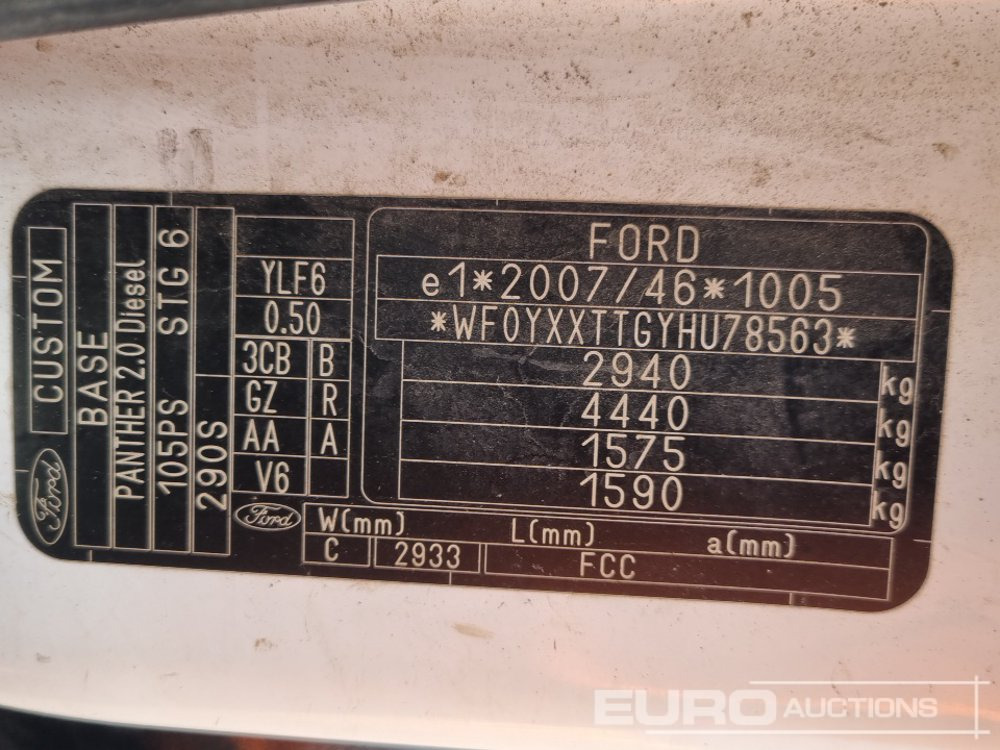 FORD
e1*2007/46*1005
*WF0YXXTTGYHU78563*
2940 kg
4440 kg
1575 kg
1590 kg
YLF6
0.50
3CB B
GZ R
AA A
V6
Ford
W(mm) L(mm) a(mm)
C 2933 FCC
Ford CUSTOM
BASE
PANTHER 2.0 Diesel
105PS STG 6
290S
EURO AUCTIONS